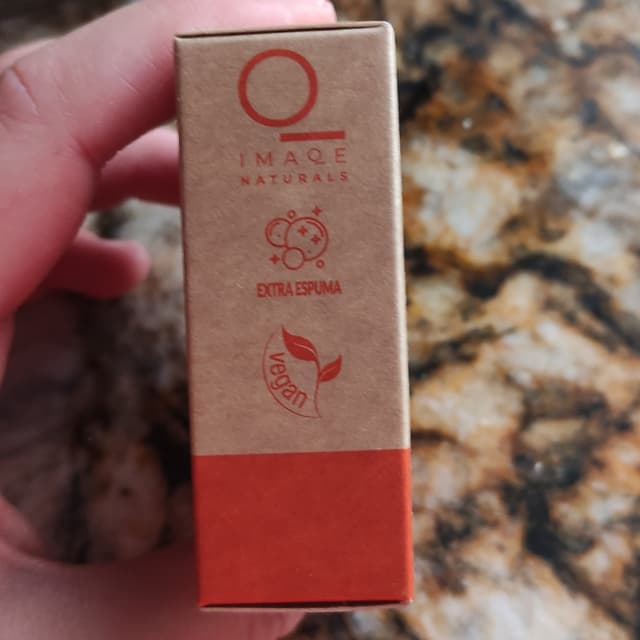 IMAQE
NATURALS
EXTRA ESPUMA
vegan